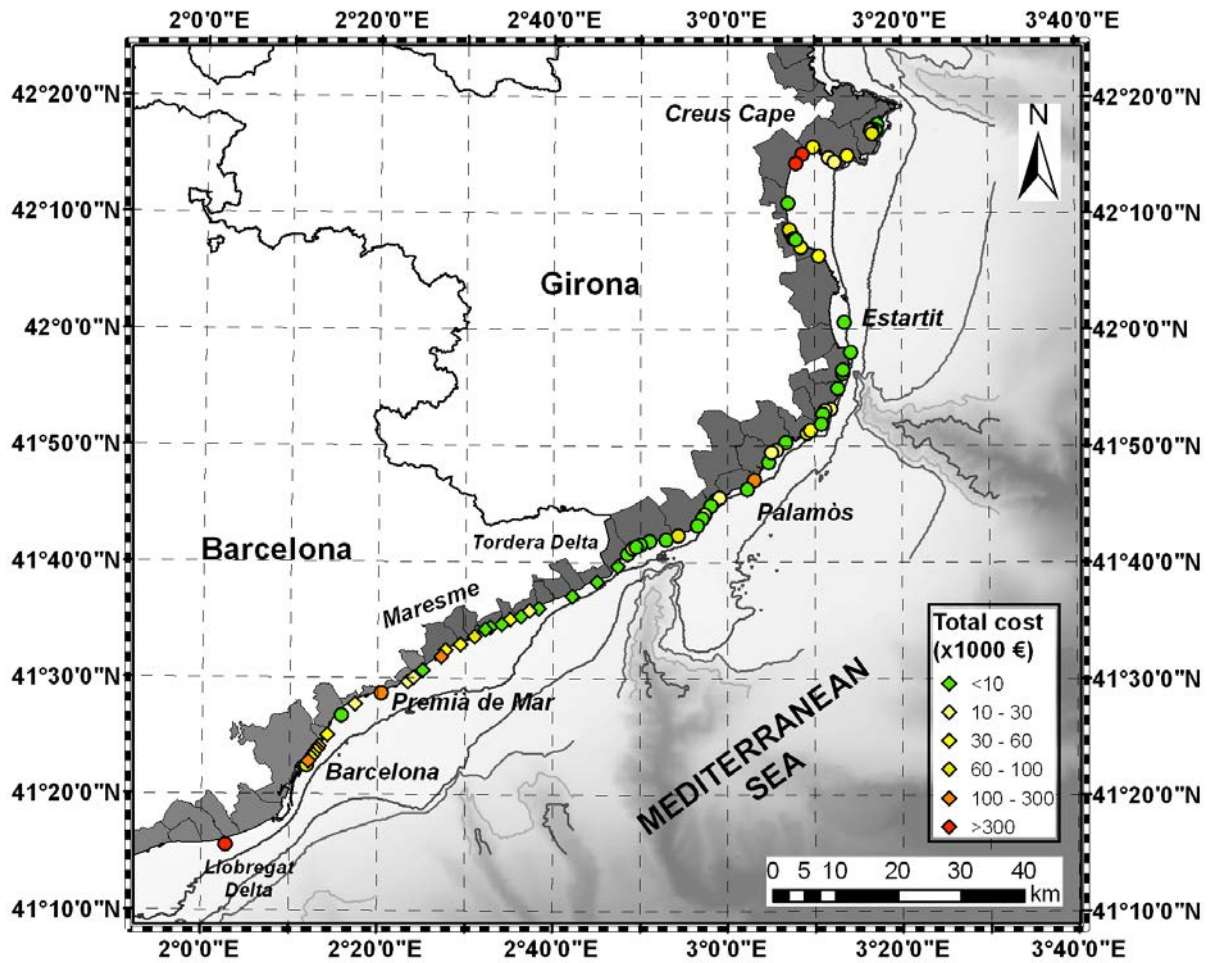 2°0'0"E 2°20'0"E 2°40'0"E 3°0'0"E 3°20'0"E 3°40'0"E
42°20'0"N
42°20'0"N
Creus Cape
N
42°10'0"N
42°10'0"N
Girona
42°0'0"N
Estartit
42°0'0"N
41°50'0"N
41°50'0"N
Palamòs
Barcelona
Tordera Delta
41°40'0"N
41°40'0"N
Maresme
Total cost
(x1000 €)
<10
10 - 30
30 - 60
60 - 100
100 - 300
>300
41°30'0"N
41°30'0"N
Premià de Mar
MEDITERRANEAN
SEA
Barcelona
41°20'0"N
41°20'0"N
Llobregat
Delta
0 5 10 20 30 40
km
41°10'0"N
41°10'0"N
2°0'0"E 2°20'0"E 2°40'0"E 3°0'0"E 3°20'0"E 3°40'0"E